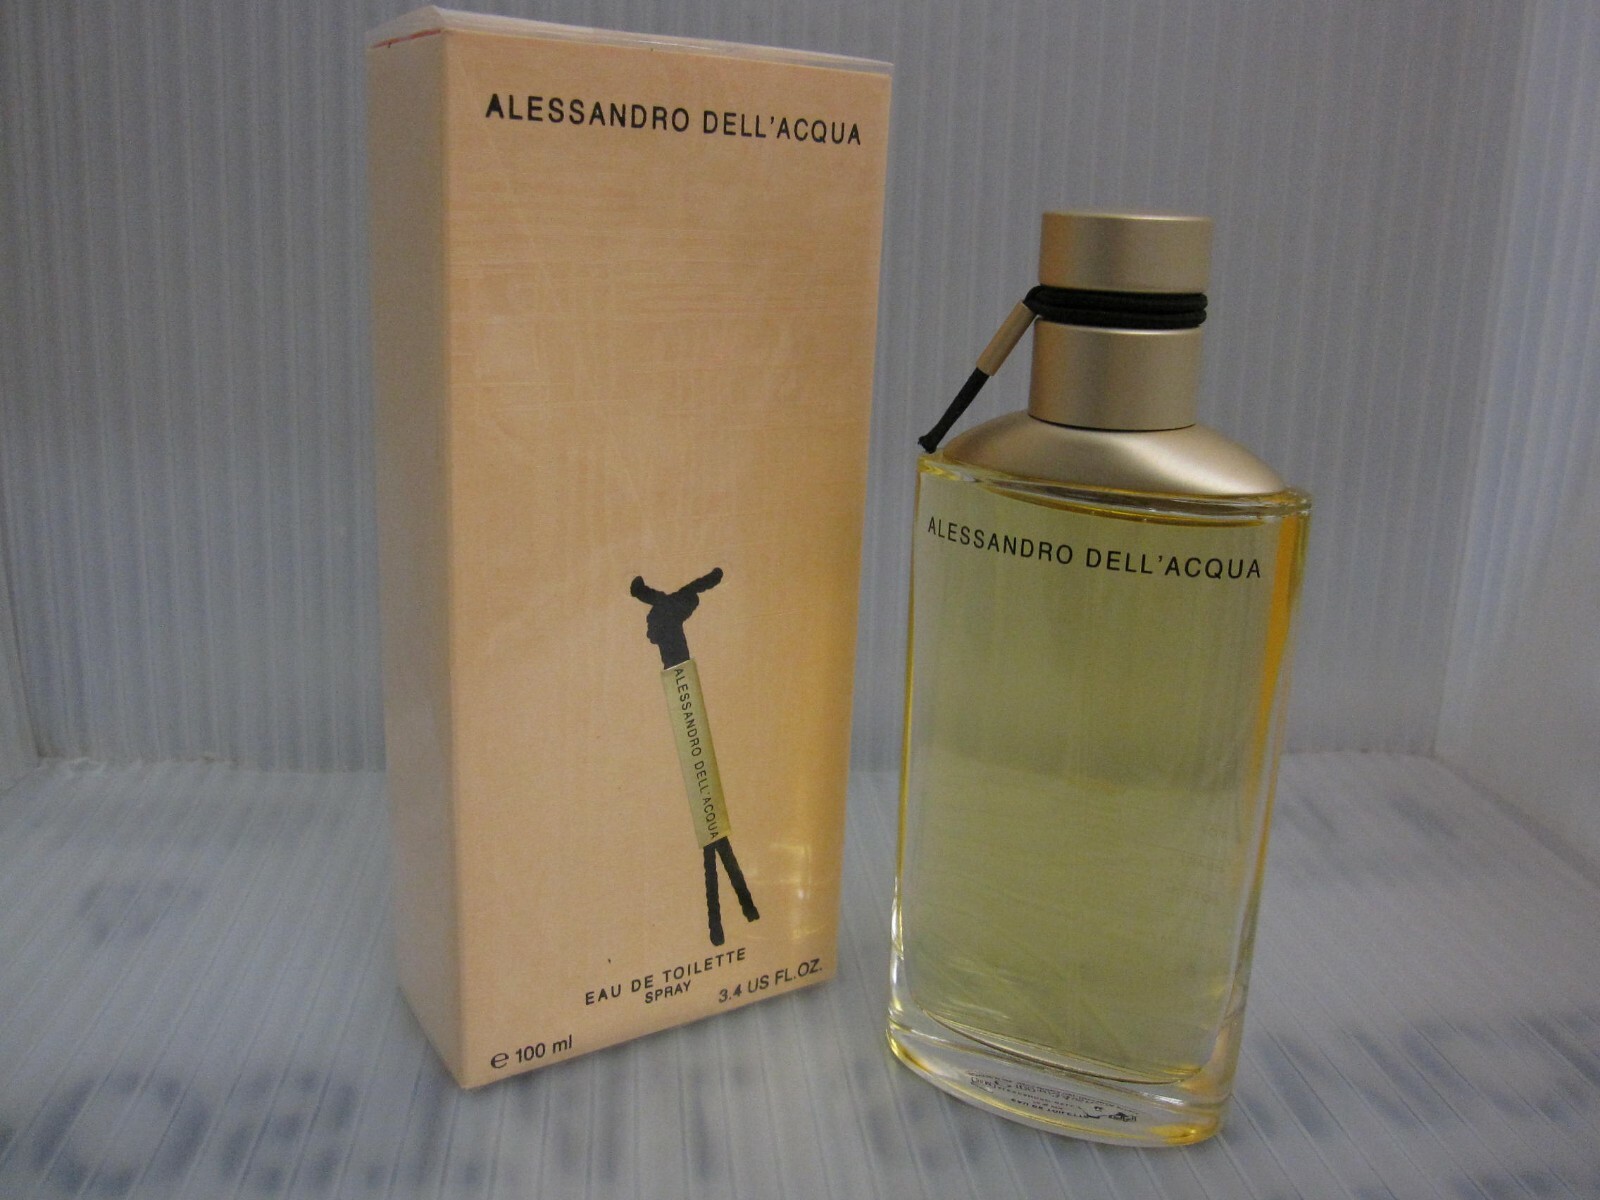 ALESSANDRO DELL'ACQUA
ALESSANDRO DELL'ACQUA
EAU DE TOILETTE
SPRAY
3.4 US FL.OZ.
e 100 ml
ALESSANDRO DELL'ACQUA